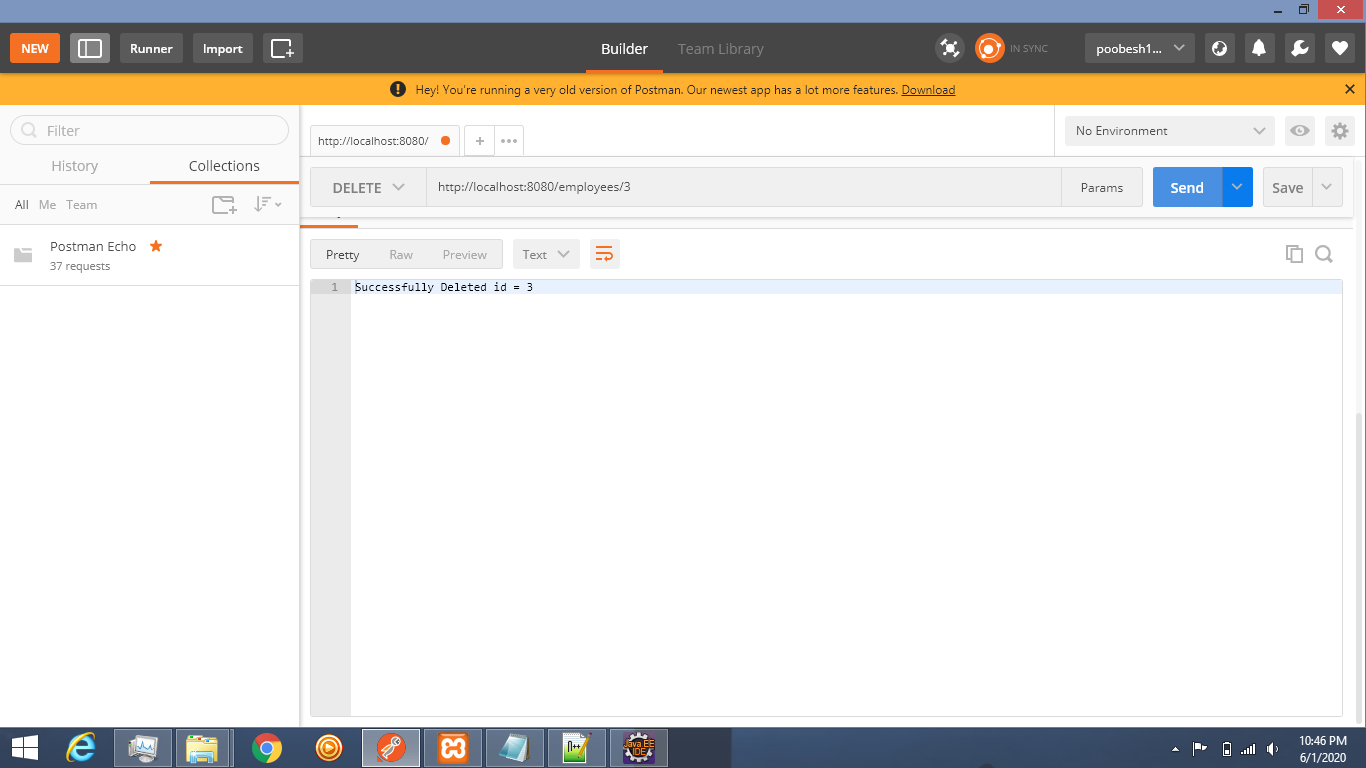 NEW Runner Import Builder Team Library IN SYNC poobesh1...
Hey! You're running a very old version of Postman. Our newest app has a lot more features. Download
Filter
History Collections
All Me Team
Postman Echo
37 requests
http://localhost:8080/ + •••
No Environment
DELETE http://localhost:8080/employees/3 Params Send Save
Pretty Raw Preview Text
1 Successfully Deleted id = 3
Java EE
IDE
10:46 PM
6/1/2020